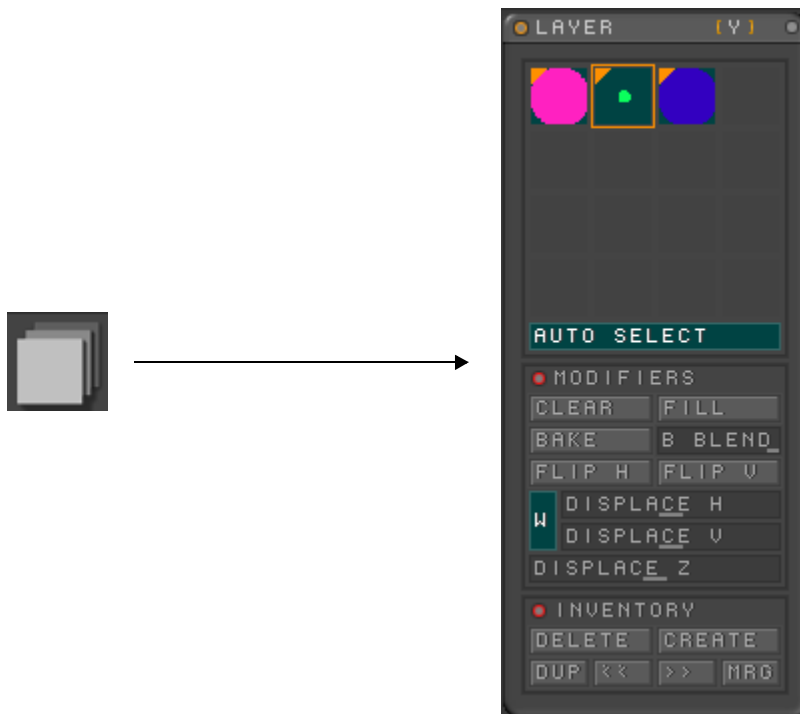 LAYER (Y)
AUTO SELECT
MODIFIERS
CLEAR FILL
BAKE B BLEND
FLIP H FLIP V
W DISPLACE H
DISPLACE V
DISPLACE Z
INVENTORY
DELETE CREATE
DUP << >> MRG